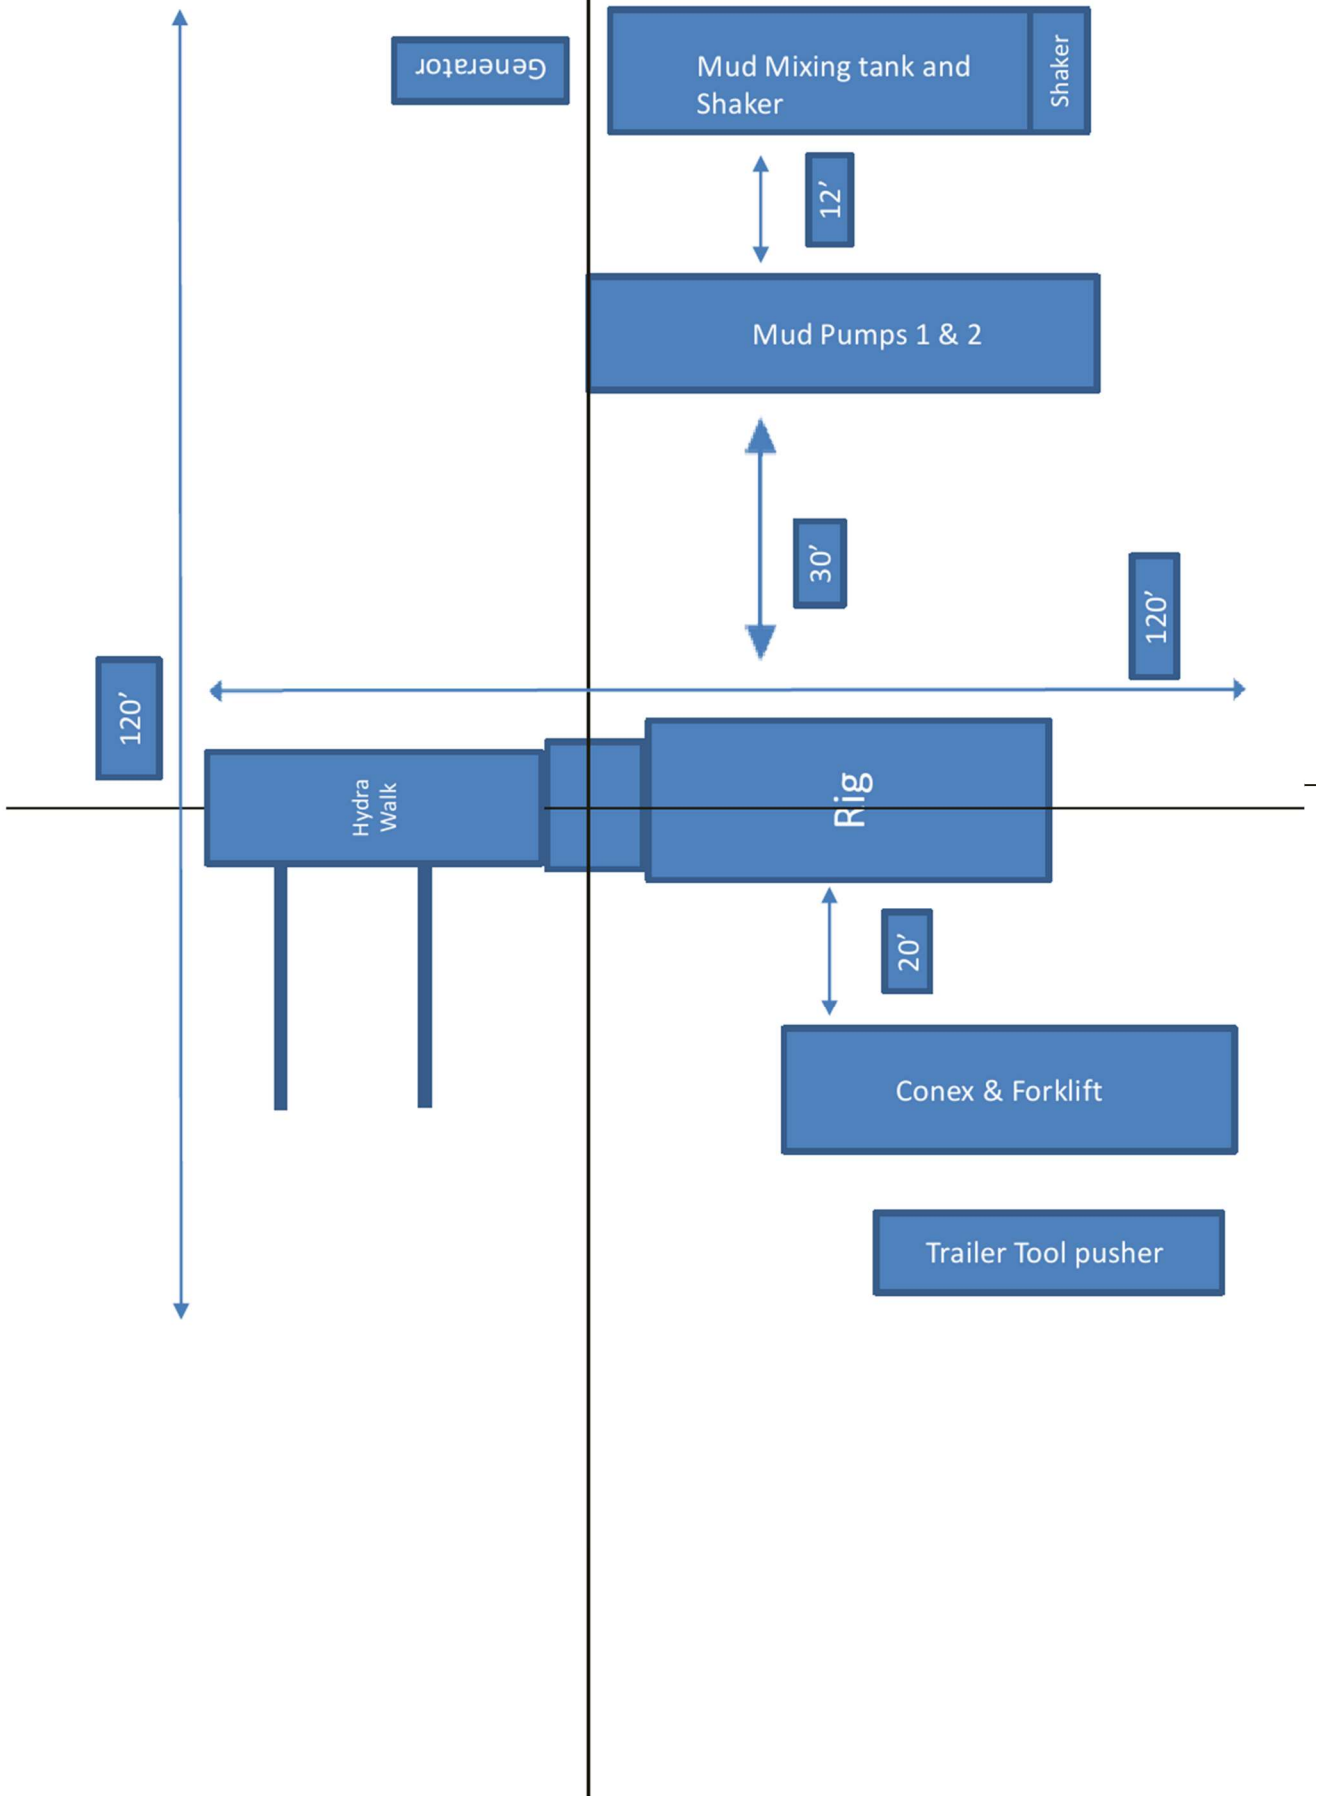 Generator
Mud Mixing tank and
Shaker
Shaker
12’
Mud Pumps 1 & 2
30’
120’
120’
Hydra
Walk
Rig
20’
Conex & Forklift
Trailer Tool pusher